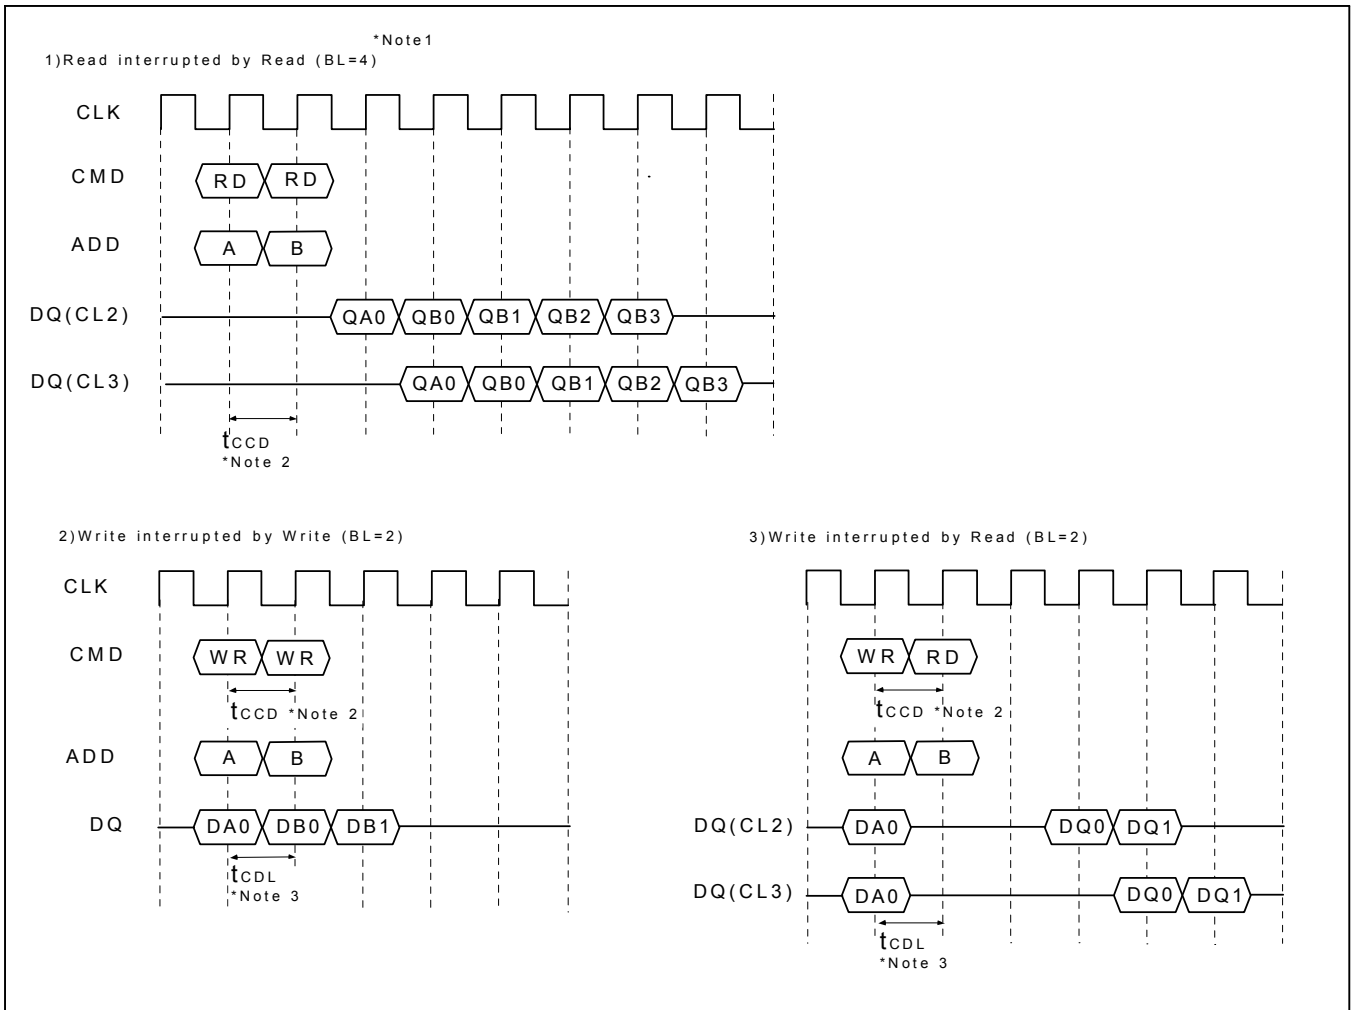 *Note1
1)Read interrupted by Read (BL=4)
CLK
CMD RD RD
ADD A B
DQ(CL2) QA0 QB0 QB1 QB2 QB3
DQ(CL3) QA0 QB0 QB1 QB2 QB3
tCCD
*Note 2
2)Write interrupted by Write (BL=2)
CLK
CMD WR WR
tCCD *Note 2
ADD A B
DQ DA0 DB0 DB1
tCDL
*Note 3
3)Write interrupted by Read (BL=2)
WR RD
tCCD *Note 2
A B
DQ(CL2) DA0 DQ0 DQ1
DQ(CL3) DA0 DQ0 DQ1
tCDL
*Note 3